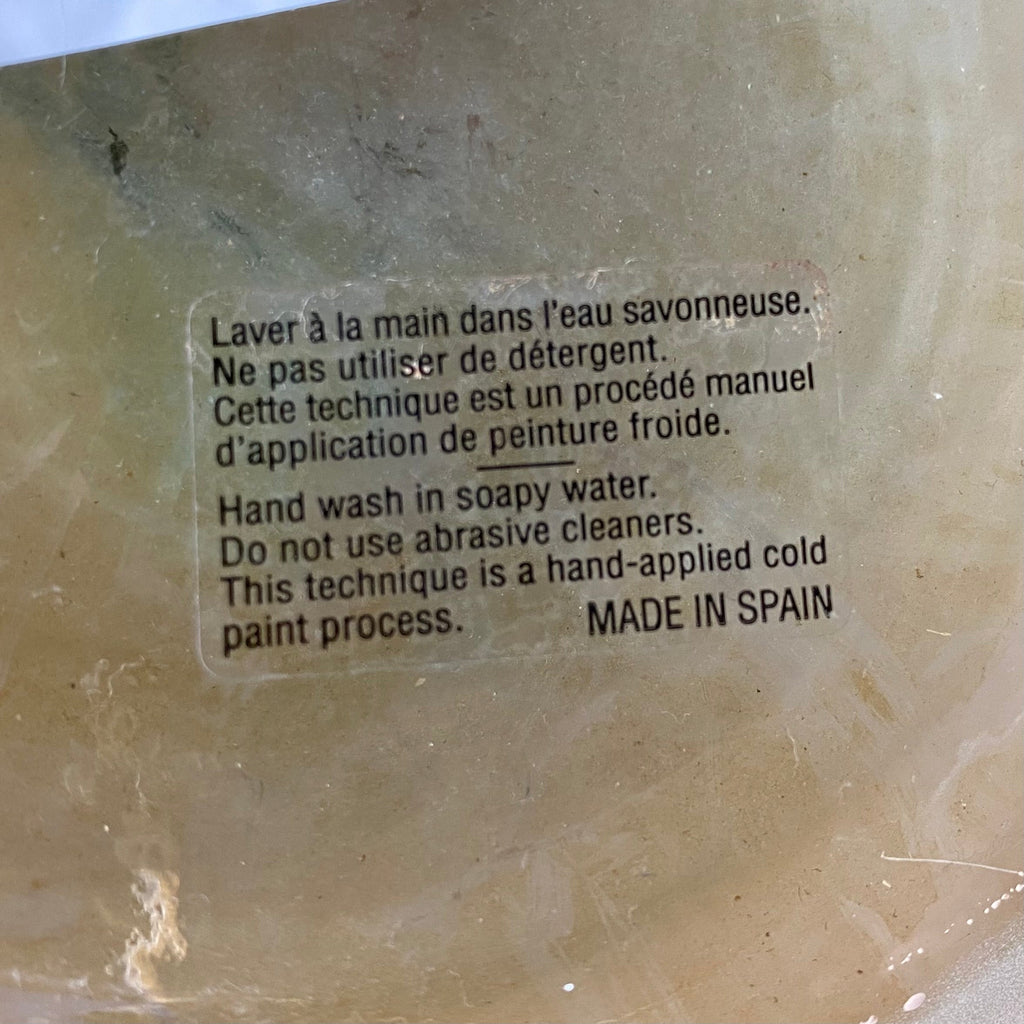 Laver à la main dans l'eau savonneuse.
Ne pas utiliser de détergent.
Cette technique est un procédé manuel
d'application de peinture froide.
Hand wash in soapy water.
Do not use abrasive cleaners.
This technique is a hand-applied cold
paint process. MADE IN SPAIN